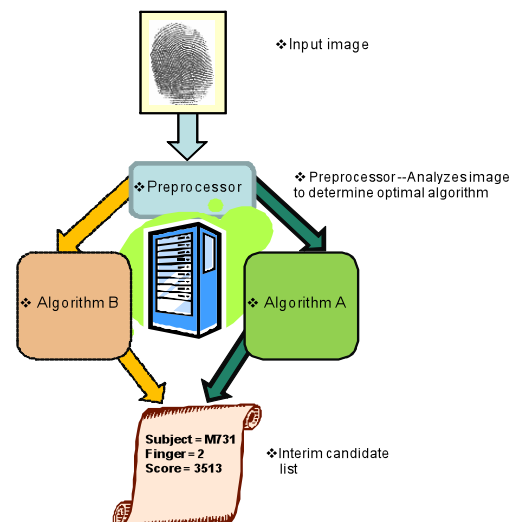 ❖Input image
❖Preprocessor
❖ Preprocessor--Analyzes image
to determine optimal algorithm
❖ Algorithm B
❖ Algorithm A
Subject = M731
Finger = 2
Score = 3513
❖Interim candidate
list